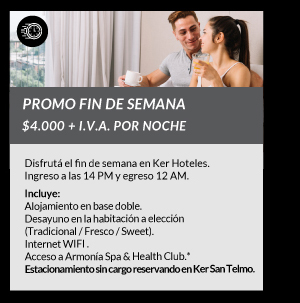 PROMO FIN DE SEMANA
$4.000 + I.V.A. POR NOCHE
Disfrutá el fin de semana en Ker Hoteles.
Ingreso a las 14 PM y egreso 12 AM.
Incluye:
Alojamiento en base doble.
Desayuno en la habitación a elección
(Tradicional / Fresco / Sweet).
Internet WIFI .
Acceso a Armonía Spa & Health Club.*
Estacionamiento sin cargo reservando en Ker San Telmo.